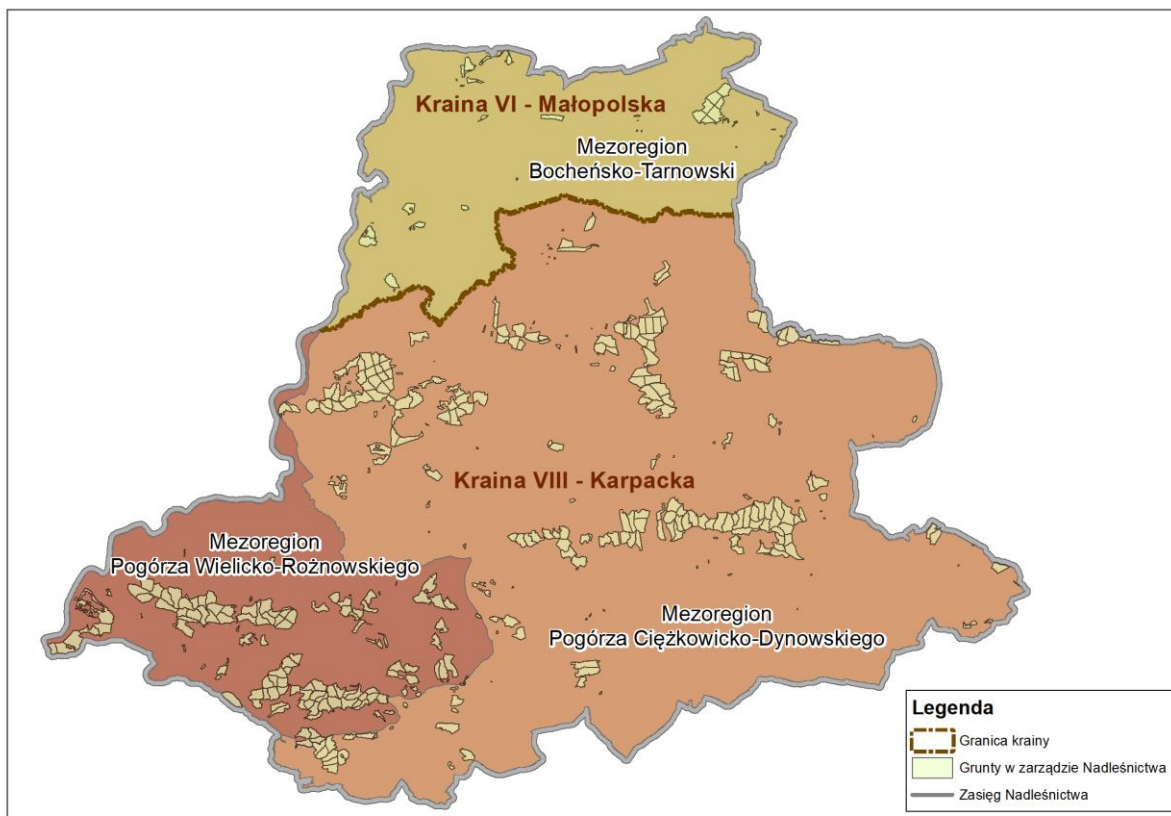 Kraina VI - Małopolska
Mezoregion
Bocheńsko-Tarnowski
Kraina VIII - Karpacka
Mezoregion
Pogórza Wielicko-Rożnowskiego
Mezoregion
Pogórza Ciężkowicko-Dynowskiego
Legenda
Granica krainy
Grunty w zarządzie Nadleśnictwa
Zasięg Nadleśnictwa